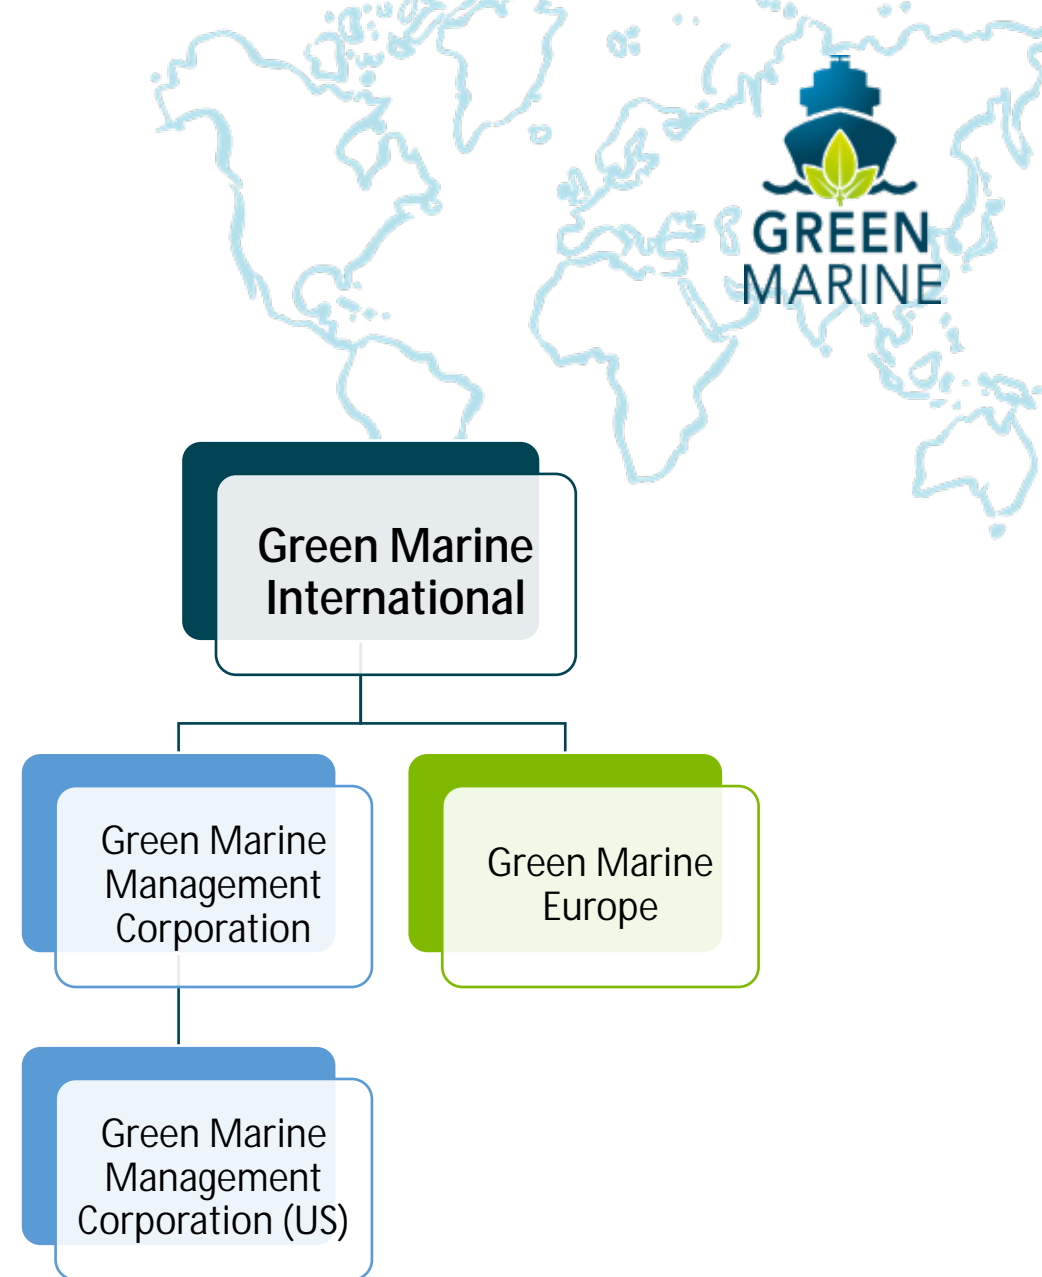 GREEN
MARINE
Green Marine
International
Green Marine
Management
Corporation
Green Marine
Europe
Green Marine
Management
Corporation (US)